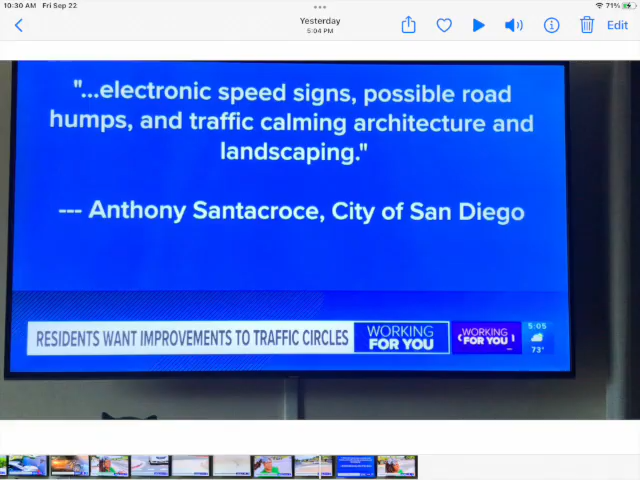 10:30 AM Fri Sep 22
71%
Yesterday
5:04 PM
Edit
"...electronic speed signs, possible road
humps, and traffic calming architecture and
landscaping."
--- Anthony Santacroce, City of San Diego
RESIDENTS WANT IMPROVEMENTS TO TRAFFIC CIRCLES
WORKING
FOR YOU
WORKING
FOR YOU
5:05
73°